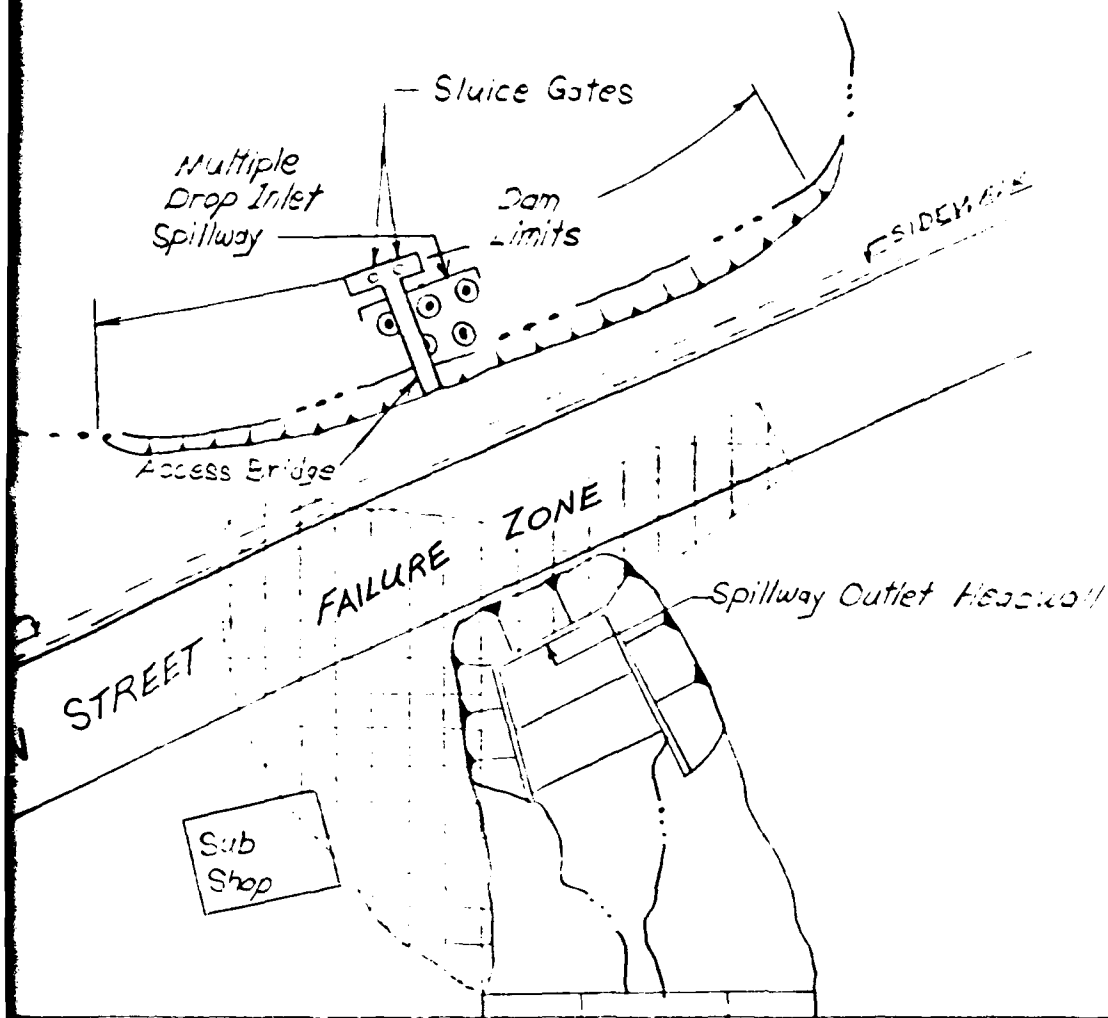 Sluice Gates
Multiple
Drop Inlet
Spillway
Dam
Limits
SIDEWALK
Access Bridge
FAILURE ZONE
Spillway Outlet Headwall
STREET
N
Sub
Shop